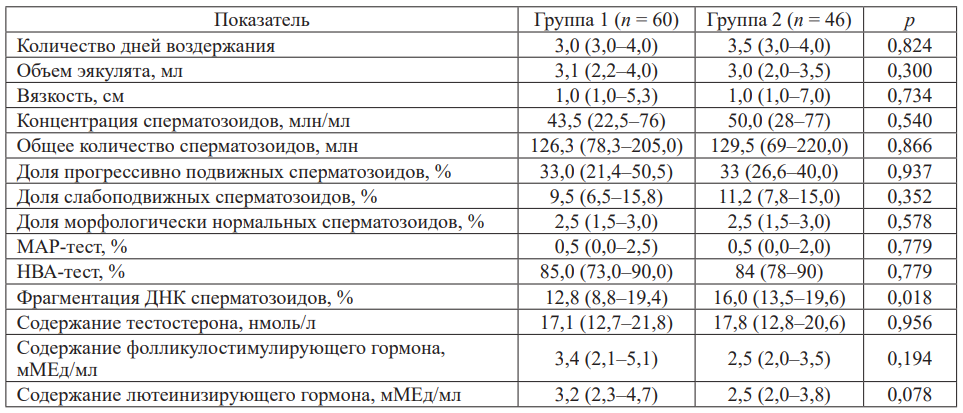 Показатель Группа 1 (n = 60) Группа 2 (n = 46) p
Количество дней воздержания 3,0 (3,0–4,0) 3,5 (3,0–4,0) 0,824
Объем эякулята, мл 3,1 (2,2–4,0) 3,0 (2,0–3,5) 0,300
Вязкость, см 1,0 (1,0–5,3) 1,0 (1,0–7,0) 0,734
Концентрация сперматозоидов, млн/мл 43,5 (22,5–76) 50,0 (28–77) 0,540
Общее количество сперматозоидов, млн 126,3 (78,3–205,0) 129,5 (69–220,0) 0,866
Доля прогрессивно подвижных сперматозоидов, % 33,0 (21,4–50,5) 33 (26,6–40,0) 0,937
Доля слабоподвижных сперматозоидов, % 9,5 (6,5–15,8) 11,2 (7,8–15,0) 0,352
Доля морфологически нормальных сперматозоидов, % 2,5 (1,5–3,0) 2,5 (1,5–3,0) 0,578
МАР-тест, % 0,5 (0,0–2,5) 0,5 (0,0–2,0) 0,779
НВА-тест, % 85,0 (73,0–90,0) 84 (78–90) 0,779
Фрагментация ДНК сперматозоидов, % 12,8 (8,8–19,4) 16,0 (13,5–19,6) 0,018
Содержание тестостерона, нмоль/л 17,1 (12,7–21,8) 17,8 (12,8–20,6) 0,956
Содержание фолликулостимулирующего гормона,
мМЕд/мл 3,4 (2,1–5,1) 2,5 (2,0–3,5) 0,194
Содержание лютеинизирующего гормона, мМЕд/мл 3,2 (2,3–4,7) 2,5 (2,0–3,8) 0,078